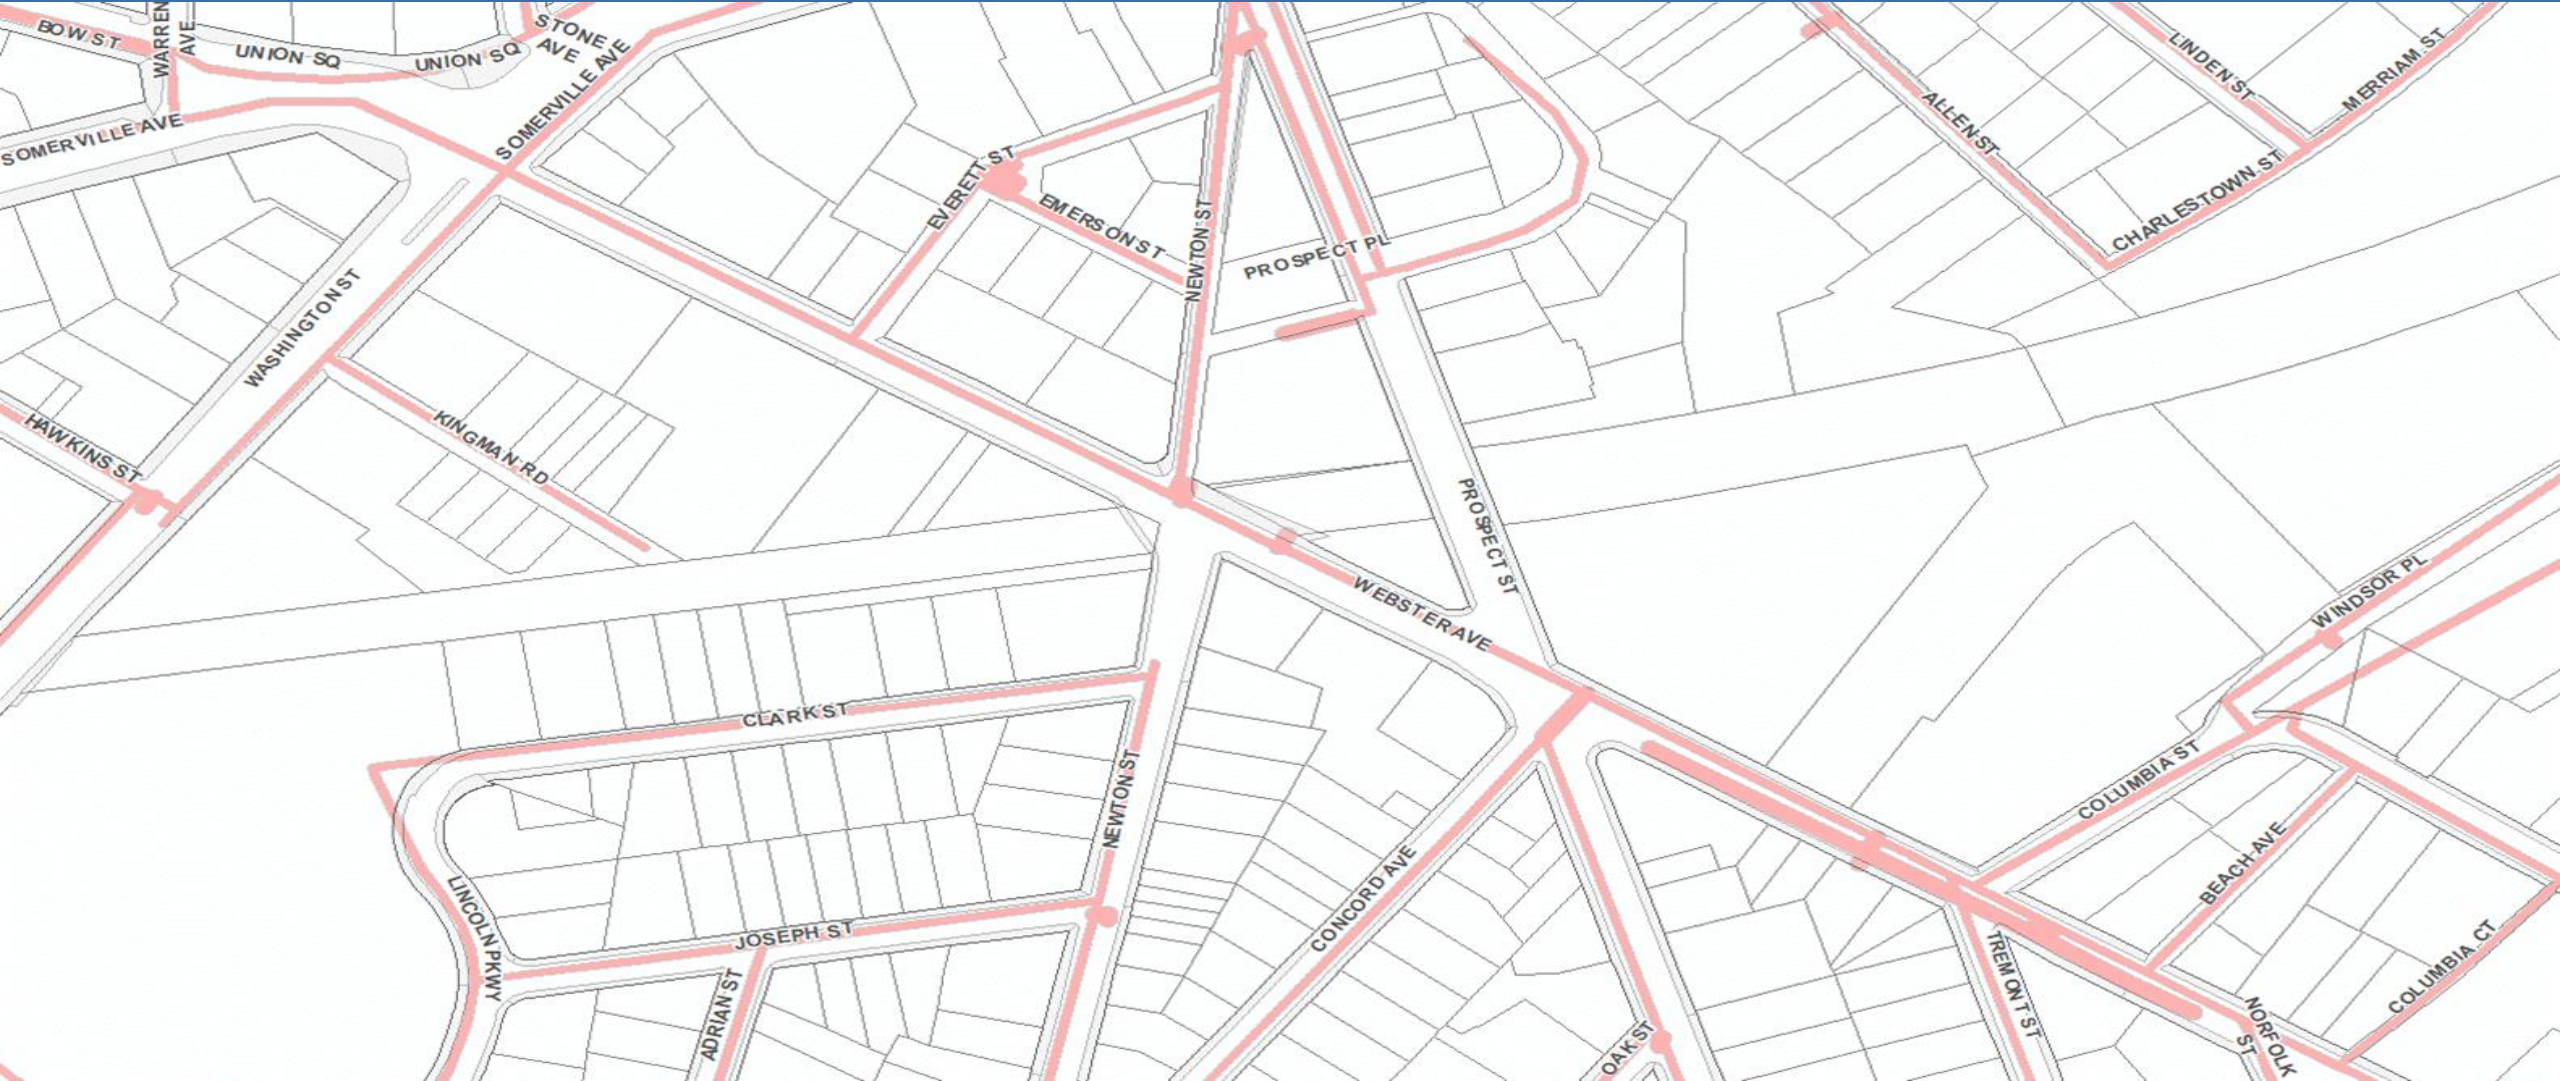 BOW ST
WARREN
AVE
UNION SQ
UNION SQ
STONE
AVE
SOMERVILLE AVE
SOMERVILLE AVE
LINDEN ST
MERRIAM ST
ALLEN ST
CHARLESTOWN ST
EVERETT ST
EMERSON ST
NEWTON ST
PROSPECT PL
WASHINGTON ST
HAWKINS ST
KINGMAN RD
PROSPECT ST
WEBSTER AVE
WINDSOR PL
CLARK ST
NEWTON ST
COLUMBIA ST
BEACH AVE
LINCOLN PKWY
JOSEPH ST
CONCORD AVE
ADRIAN ST
OAK ST
TREMONT ST
NORFOLK
ST
COLUMBIA CT